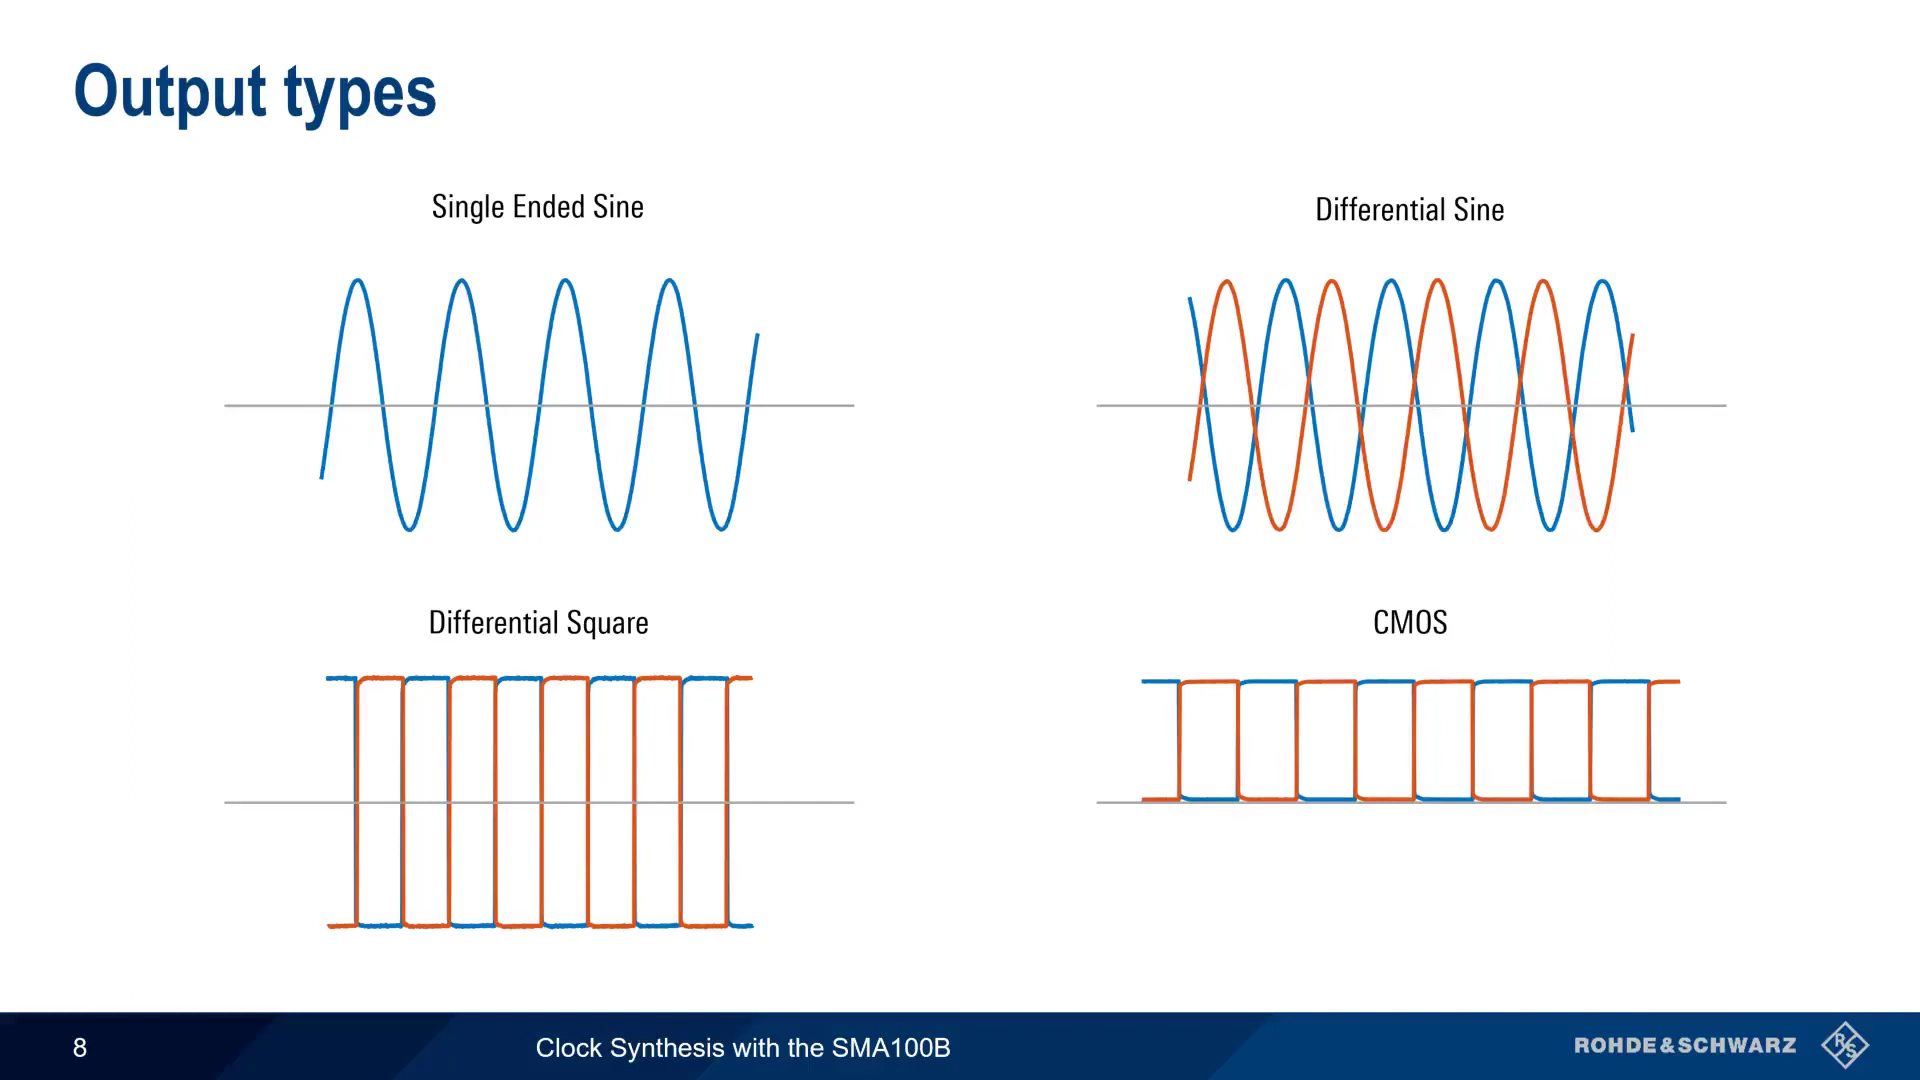 Output types
Single Ended Sine
Differential Sine
Differential Square
CMOS
8
Clock Synthesis with the SMA100B
ROHDE&SCHWARZ
R&S